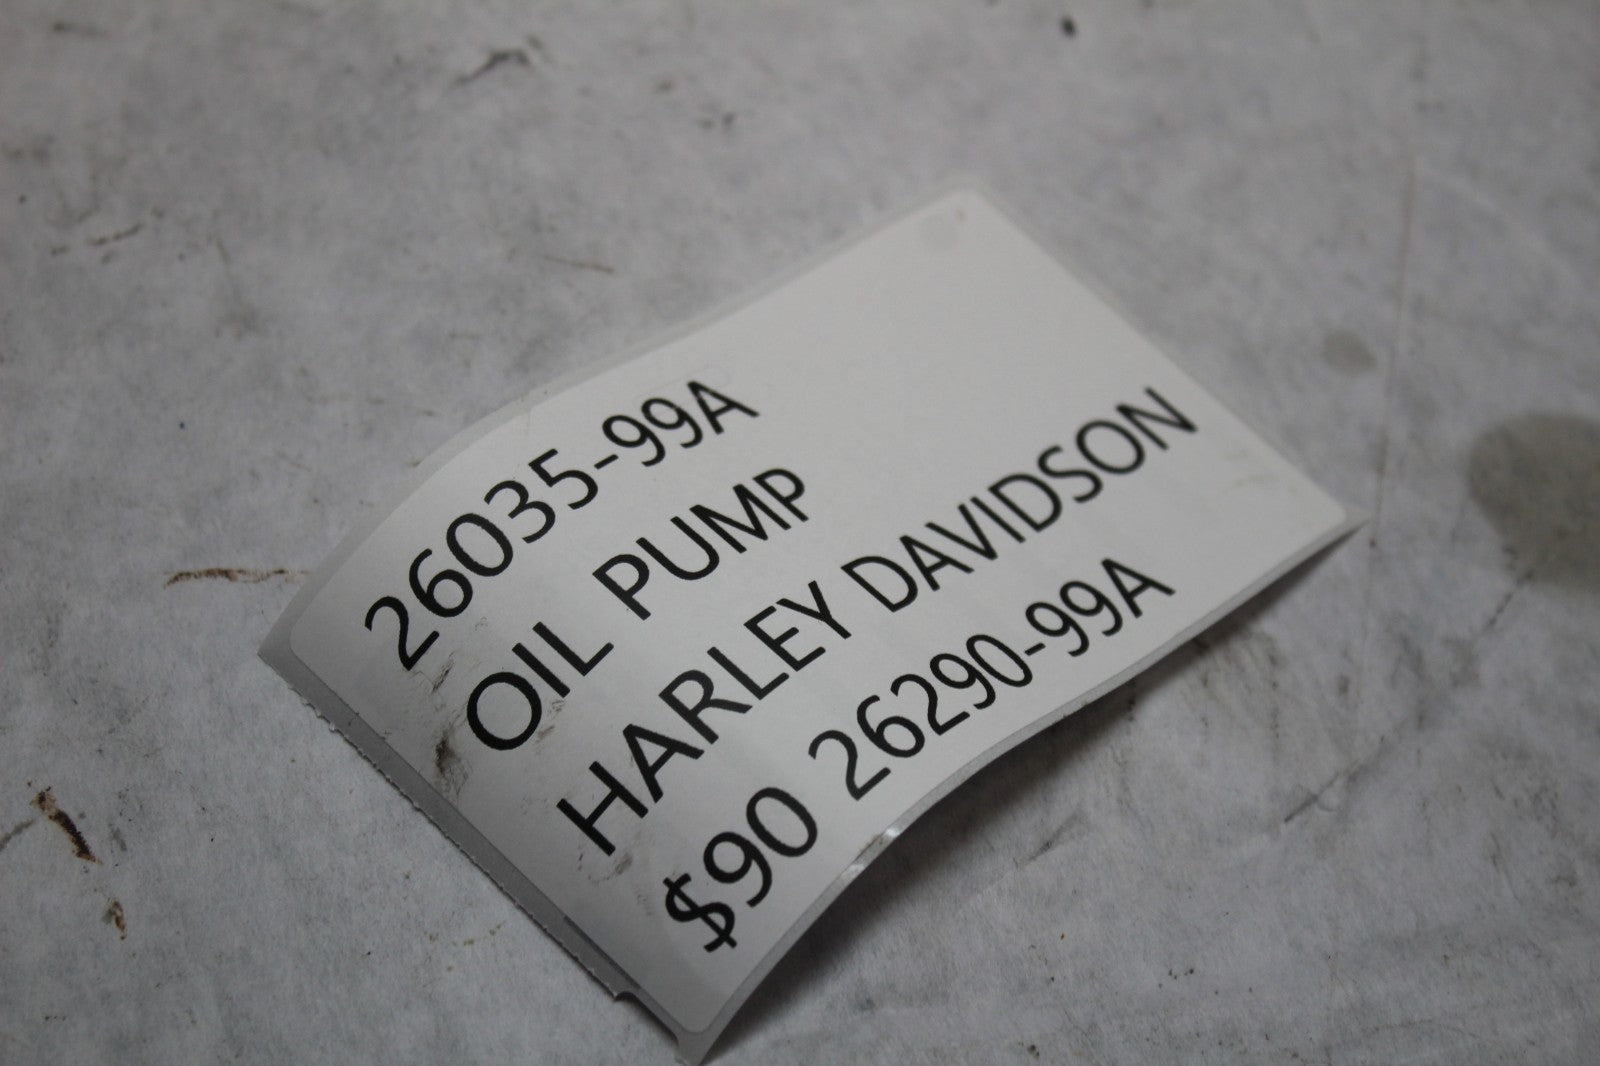 26035-99A
OIL PUMP
HARLEY DAVIDSON
$90 26290-99A